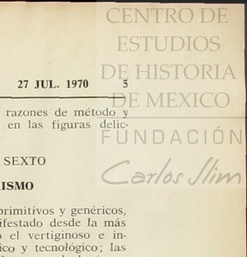 CENTRO DE
ESTUDIOS
DE HISTORIA
DE MEXICO
FUNDACIÓN
Carlos Slim
27 JUL. 1970 5
razones de método y
en las figuras delic-
SEXTO
ISMO
primitivos y genéricos,
ifestado desde la más
el vertiginoso e in-
ico y tecnológico; las